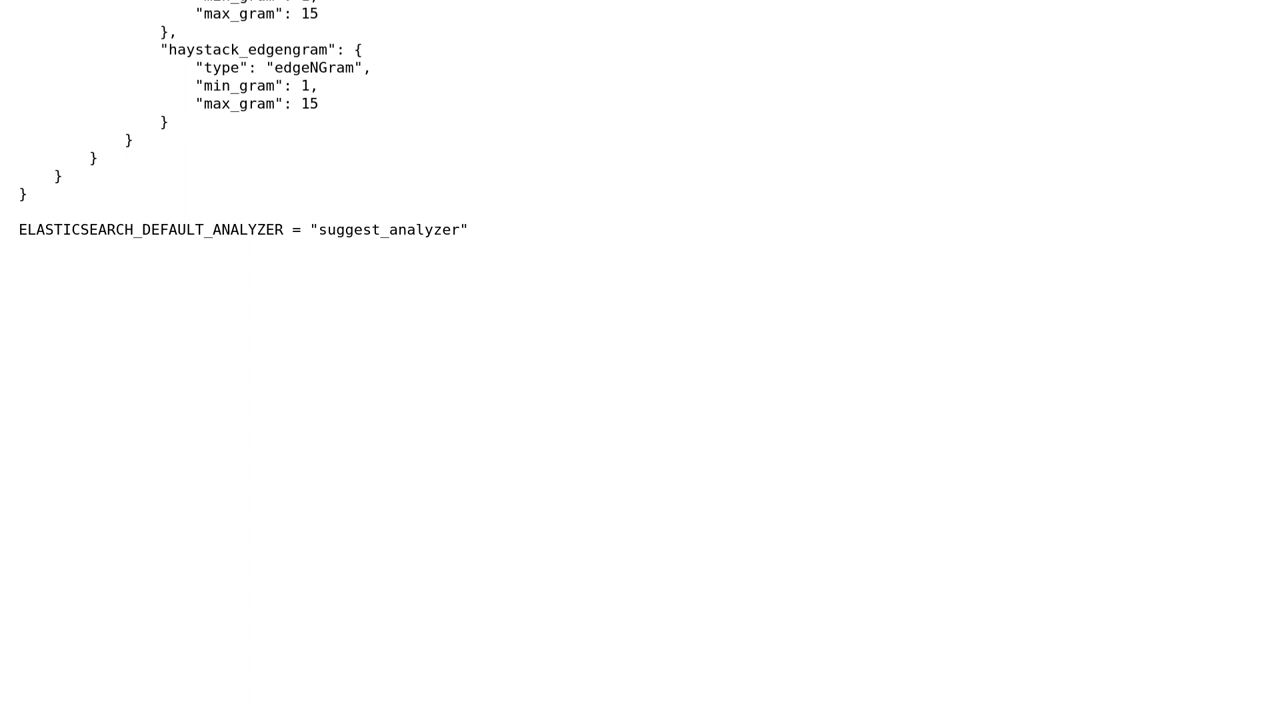 "max_gram": 15
},
"haystack_edgengram": {
"type": "edgeNGram",
"min_gram": 1,
"max_gram": 15
}
}
}
}
}
ELASTICSEARCH_DEFAULT_ANALYZER = "suggest_analyzer"